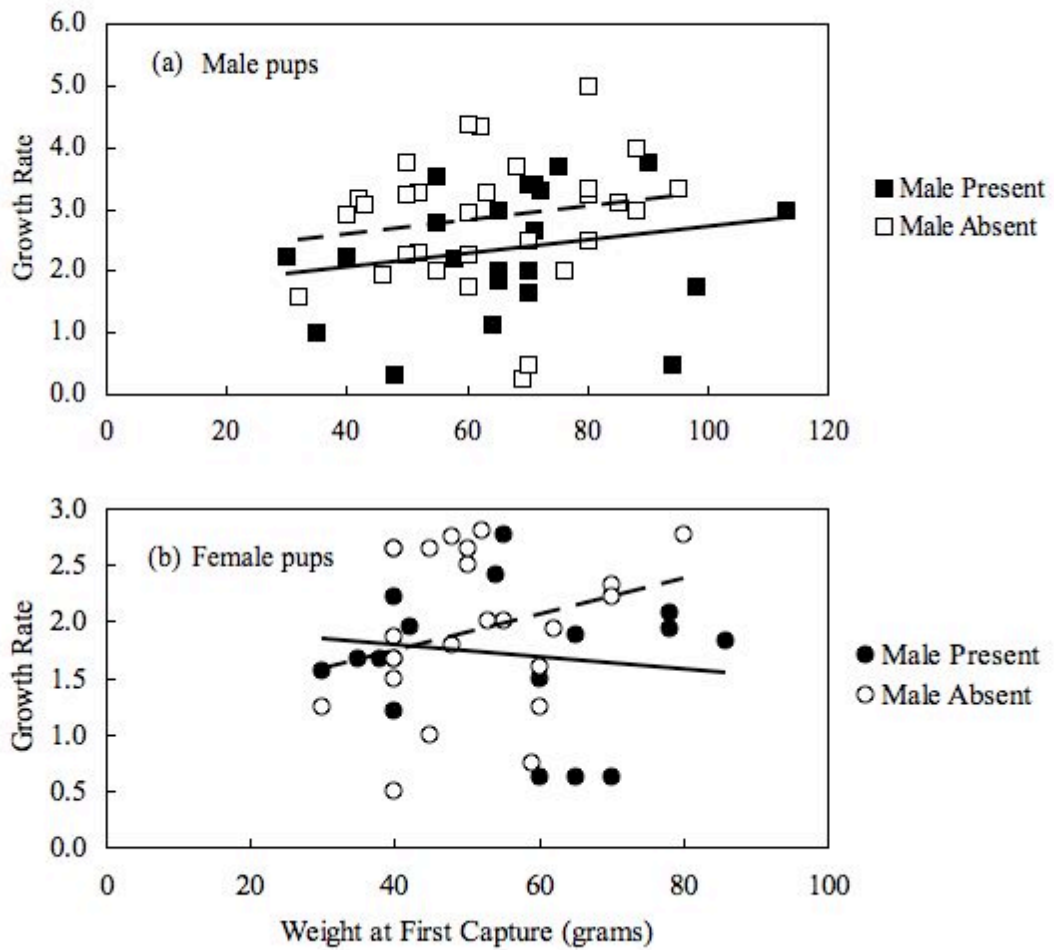 6.0
5.0
4.0
3.0
2.0
1.0
0.0
Growth Rate
(a) Male pups
Male Present
Male Absent
0 20 40 60 80 100 120
3.0
2.5
2.0
1.5
1.0
0.5
0.0
Growth Rate
(b) Female pups
Male Present
Male Absent
0 20 40 60 80 100
Weight at First Capture (grams)